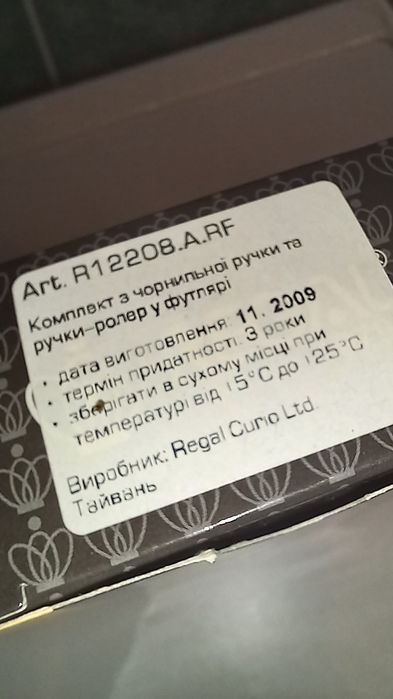 Art. R12208.A.RF
Комплект з чорнильної ручки та
ручки-ролер у футлярі
• дата виготовлення: 11. 2009
• термін придатності: 3 роки
• зберігати в сухому місці при
температурі від +5°С до +25°С
Виробник: Regal Curio Ltd.
Тайвань